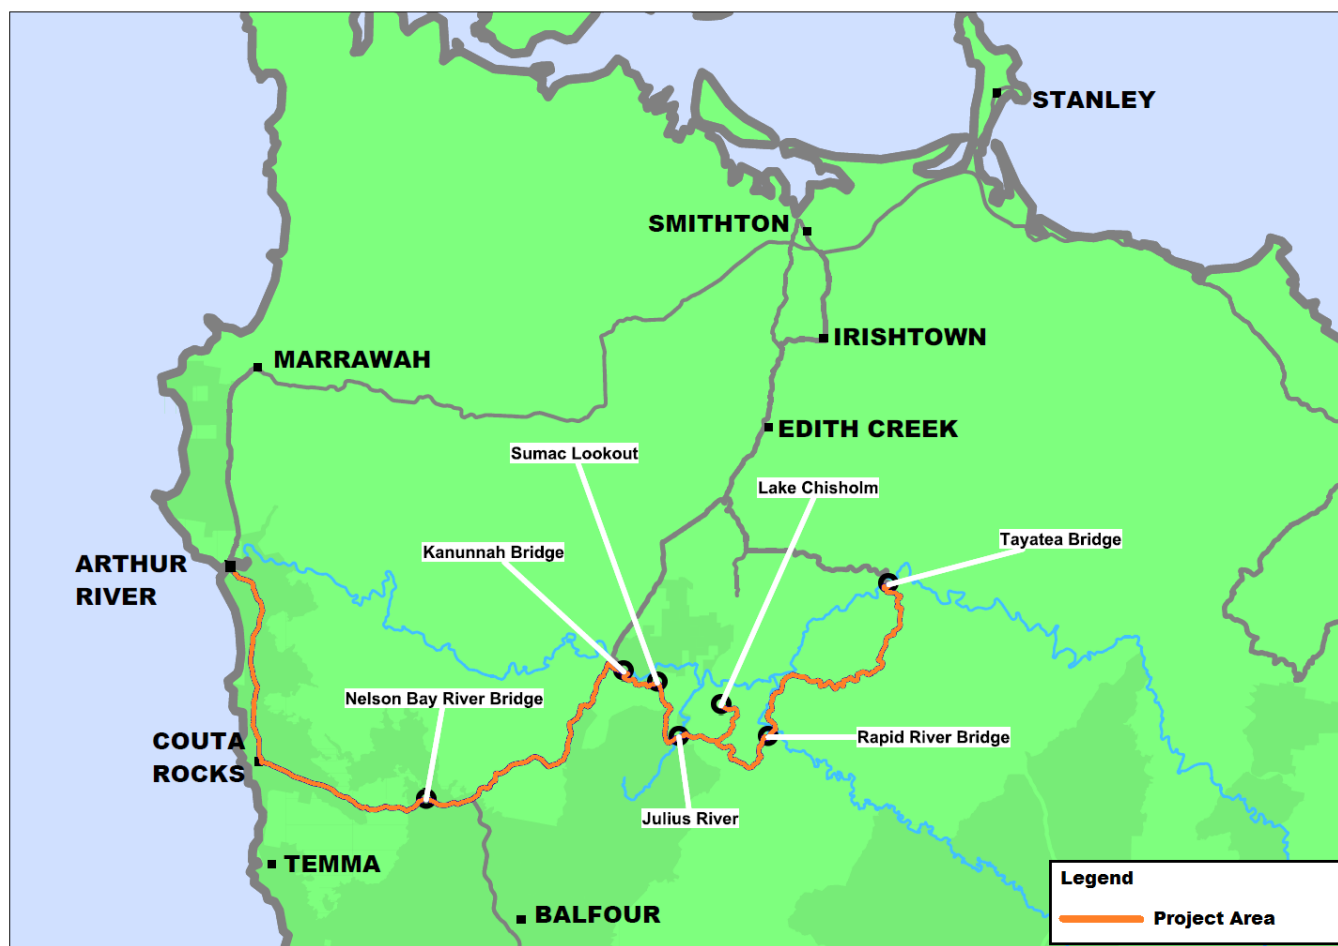 STANLEY
SMITHTON
IRISHTOWN
MARRAWAH
EDITH CREEK
Sumac Lookout
Lake Chisholm
Tayatea Bridge
Kanunnah Bridge
ARTHUR
RIVER
Nelson Bay River Bridge
Rapid River Bridge
COUTA
ROCKS
Julius River
TEMMA
BALFOUR
Legend
Project Area